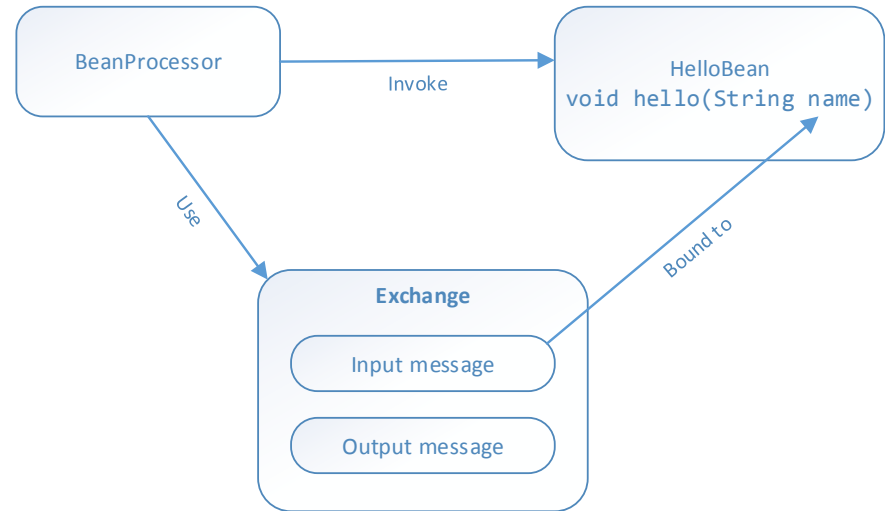 BeanProcessor
Invoke
HelloBean
void hello(String name)
Use
Bound to
Exchange
Input message
Output message